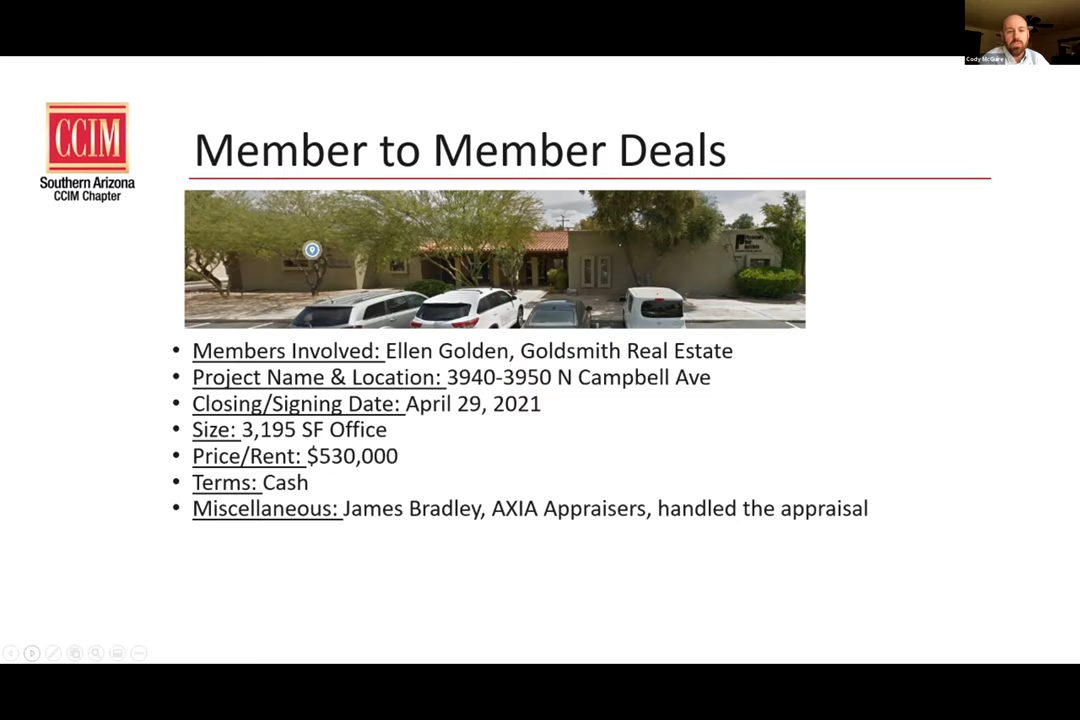 Cody McGuire
CCIM
Southern Arizona
CCIM Chapter
Member to Member Deals
• Members Involved: Ellen Golden, Goldsmith Real Estate
• Project Name & Location: 3940-3950 N Campbell Ave
• Closing/Signing Date: April 29, 2021
• Size: 3,195 SF Office
• Price/Rent: $530,000
• Terms: Cash
• Miscellaneous: James Bradley, AXIA Appraisers, handled the appraisal